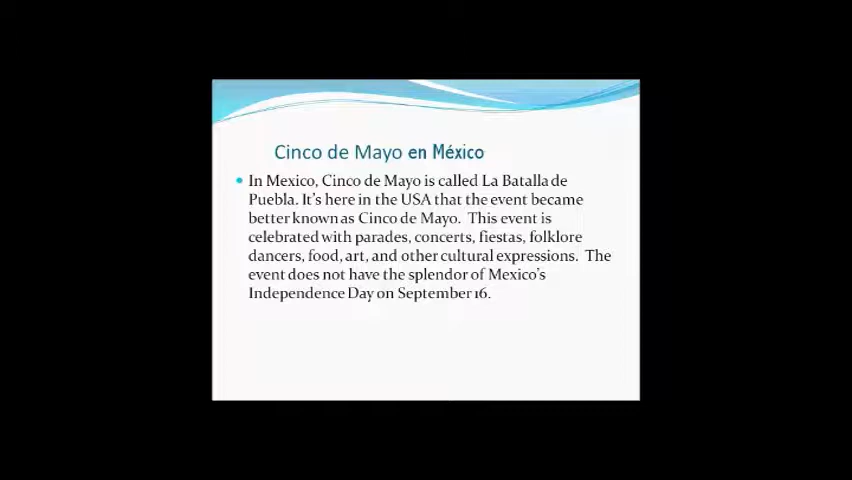 Cinco de Mayo en México
• In Mexico, Cinco de Mayo is called La Batalla de
Puebla. It's here in the USA that the event became
better known as Cinco de Mayo.  This event is
celebrated with parades, concerts, fiestas, folklore
dancers, food, art, and other cultural expressions.  The
event does not have the splendor of Mexico's
Independence Day on September 16.